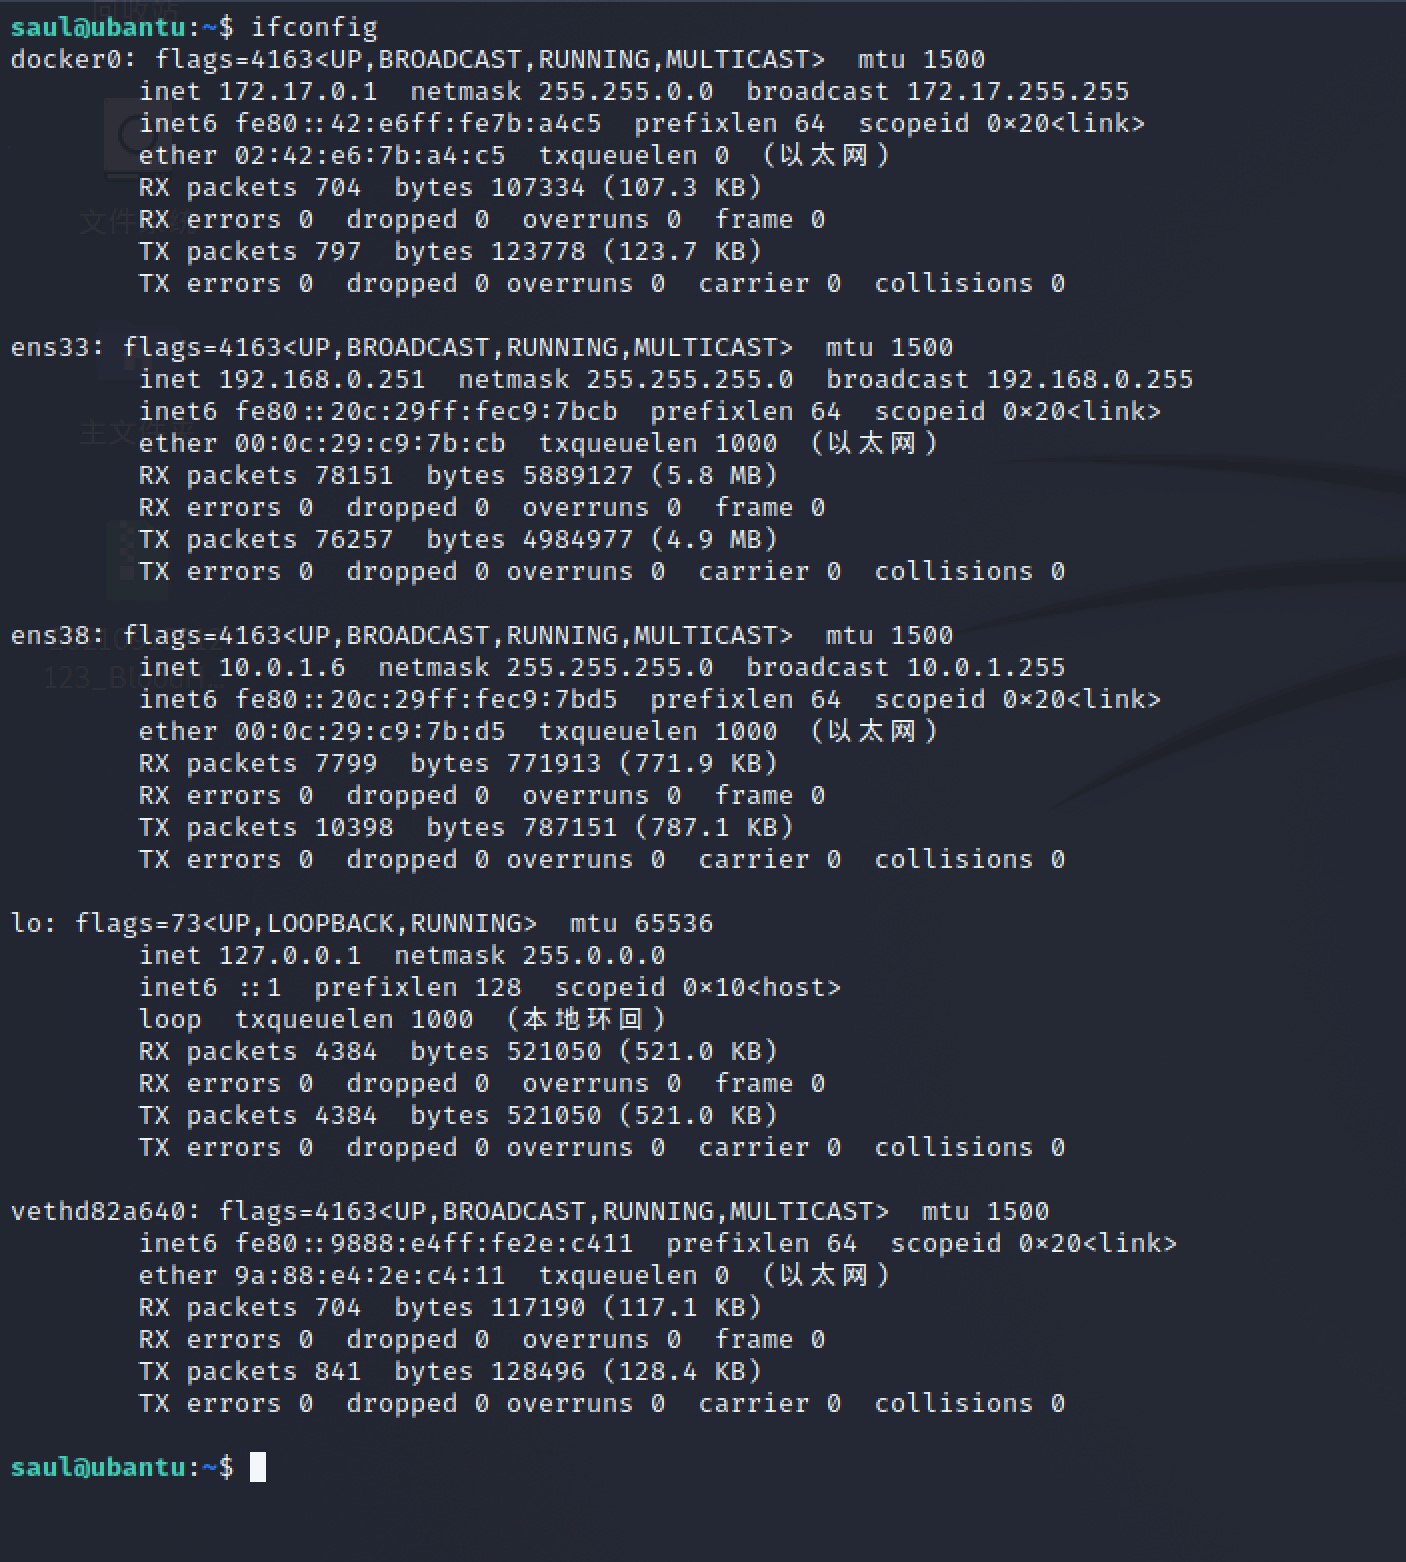 saul@ubantu:~$ ifconfig
docker0: flags=4163<UP,BROADCAST,RUNNING,MULTICAST>  mtu 1500
        inet 172.17.0.1  netmask 255.255.0.0  broadcast 172.17.255.255
        inet6 fe80::42:e6ff:fe7b:a4c5  prefixlen 64  scopeid 0×20<link>
        ether 02:42:e6:7b:a4:c5  txqueuelen 0  (以太网)
        RX packets 704  bytes 107334 (107.3 KB)
        RX errors 0  dropped 0  overruns 0  frame 0
        TX packets 797  bytes 123778 (123.7 KB)
        TX errors 0  dropped 0 overruns 0  carrier 0  collisions 0

ens33: flags=4163<UP,BROADCAST,RUNNING,MULTICAST>  mtu 1500
        inet 192.168.0.251  netmask 255.255.255.0  broadcast 192.168.0.255
        inet6 fe80::20c:29ff:fec9:7bcb  prefixlen 64  scopeid 0×20<link>
        ether 00:0c:29:c9:7b:cb  txqueuelen 1000  (以太网)
        RX packets 78151  bytes 5889127 (5.8 MB)
        RX errors 0  dropped 0  overruns 0  frame 0
        TX packets 76257  bytes 4984977 (4.9 MB)
        TX errors 0  dropped 0 overruns 0  carrier 0  collisions 0

ens38: flags=4163<UP,BROADCAST,RUNNING,MULTICAST>  mtu 1500
        inet 10.0.1.6  netmask 255.255.255.0  broadcast 10.0.1.255
        inet6 fe80::20c:29ff:fec9:7bd5  prefixlen 64  scopeid 0×20<link>
        ether 00:0c:29:c9:7b:d5  txqueuelen 1000  (以太网)
        RX packets 7799  bytes 771913 (771.9 KB)
        RX errors 0  dropped 0  overruns 0  frame 0
        TX packets 10398  bytes 787151 (787.1 KB)
        TX errors 0  dropped 0 overruns 0  carrier 0  collisions 0

lo: flags=73<UP,LOOPBACK,RUNNING>  mtu 65536
        inet 127.0.0.1  netmask 255.0.0.0
        inet6 ::1  prefixlen 128  scopeid 0×10<host>
        loop  txqueuelen 1000  (本地环回)
        RX packets 4384  bytes 521050 (521.0 KB)
        RX errors 0  dropped 0  overruns 0  frame 0
        TX packets 4384  bytes 521050 (521.0 KB)
        TX errors 0  dropped 0 overruns 0  carrier 0  collisions 0

vethd82a640: flags=4163<UP,BROADCAST,RUNNING,MULTICAST>  mtu 1500
        inet6 fe80::9888:e4ff:fe2e:c411  prefixlen 64  scopeid 0×20<link>
        ether 9a:88:e4:2e:c4:11  txqueuelen 0  (以太网)
        RX packets 704  bytes 117190 (117.1 KB)
        RX errors 0  dropped 0  overruns 0  frame 0
        TX packets 841  bytes 128496 (128.4 KB)
        TX errors 0  dropped 0 overruns 0  carrier 0  collisions 0

saul@ubantu:~$